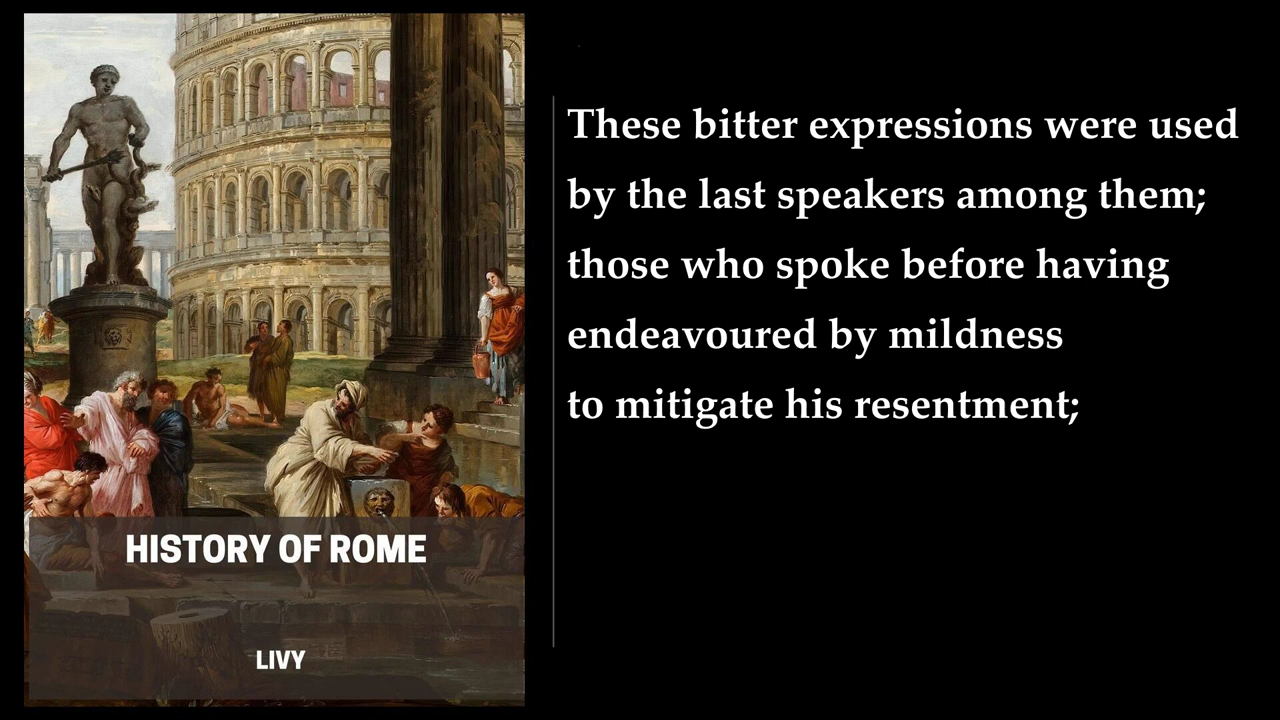 HISTORY OF ROME
LIVY
These bitter expressions were used
by the last speakers among them;
those who spoke before having
endeavoured by mildness
to mitigate his resentment;